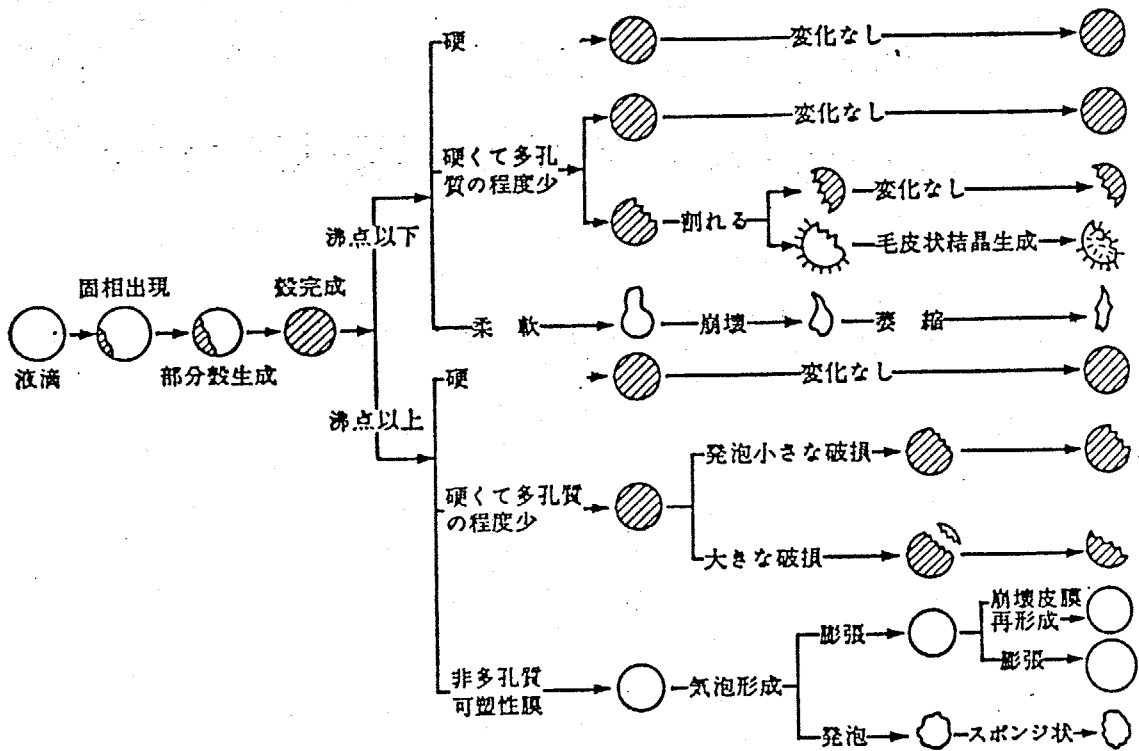 硬
変化なし
変化なし
硬くて多孔
質の程度少
変化なし
割れる
毛皮状結晶生成
沸点以下
固相出現
殻完成
柔 軟
崩壊
萎 縮
液滴
部分殻生成
硬
変化なし
沸点以上
発泡小さな破損
硬くて多孔質
の程度少
大きな破損
崩壊皮膜
再形成
膨張
膨張
非多孔質
可塑性膜
気泡形成
発泡
スポンジ状